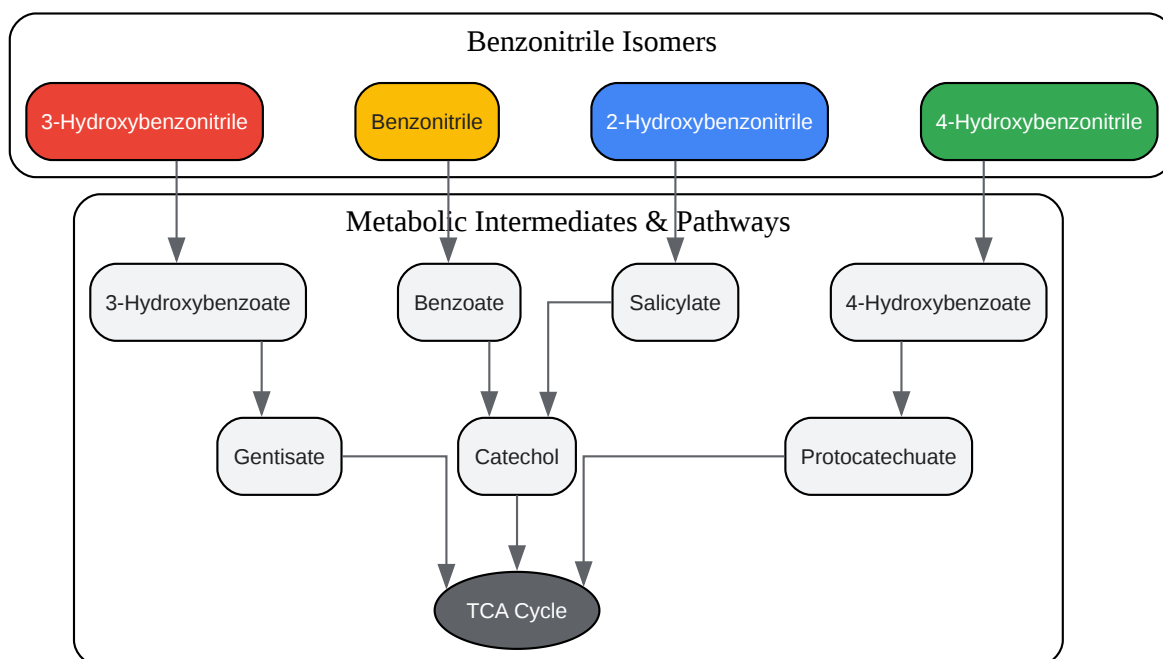 Benzonitrile Isomers
3-Hydroxybenzonitrile
Benzonitrile
2-Hydroxybenzonitrile
4-Hydroxybenzonitrile
Metabolic Intermediates & Pathways
3-Hydroxybenzoate
Benzoate
Salicylate
4-Hydroxybenzoate
Gentisate
Catechol
Protocatechuate
TCA Cycle